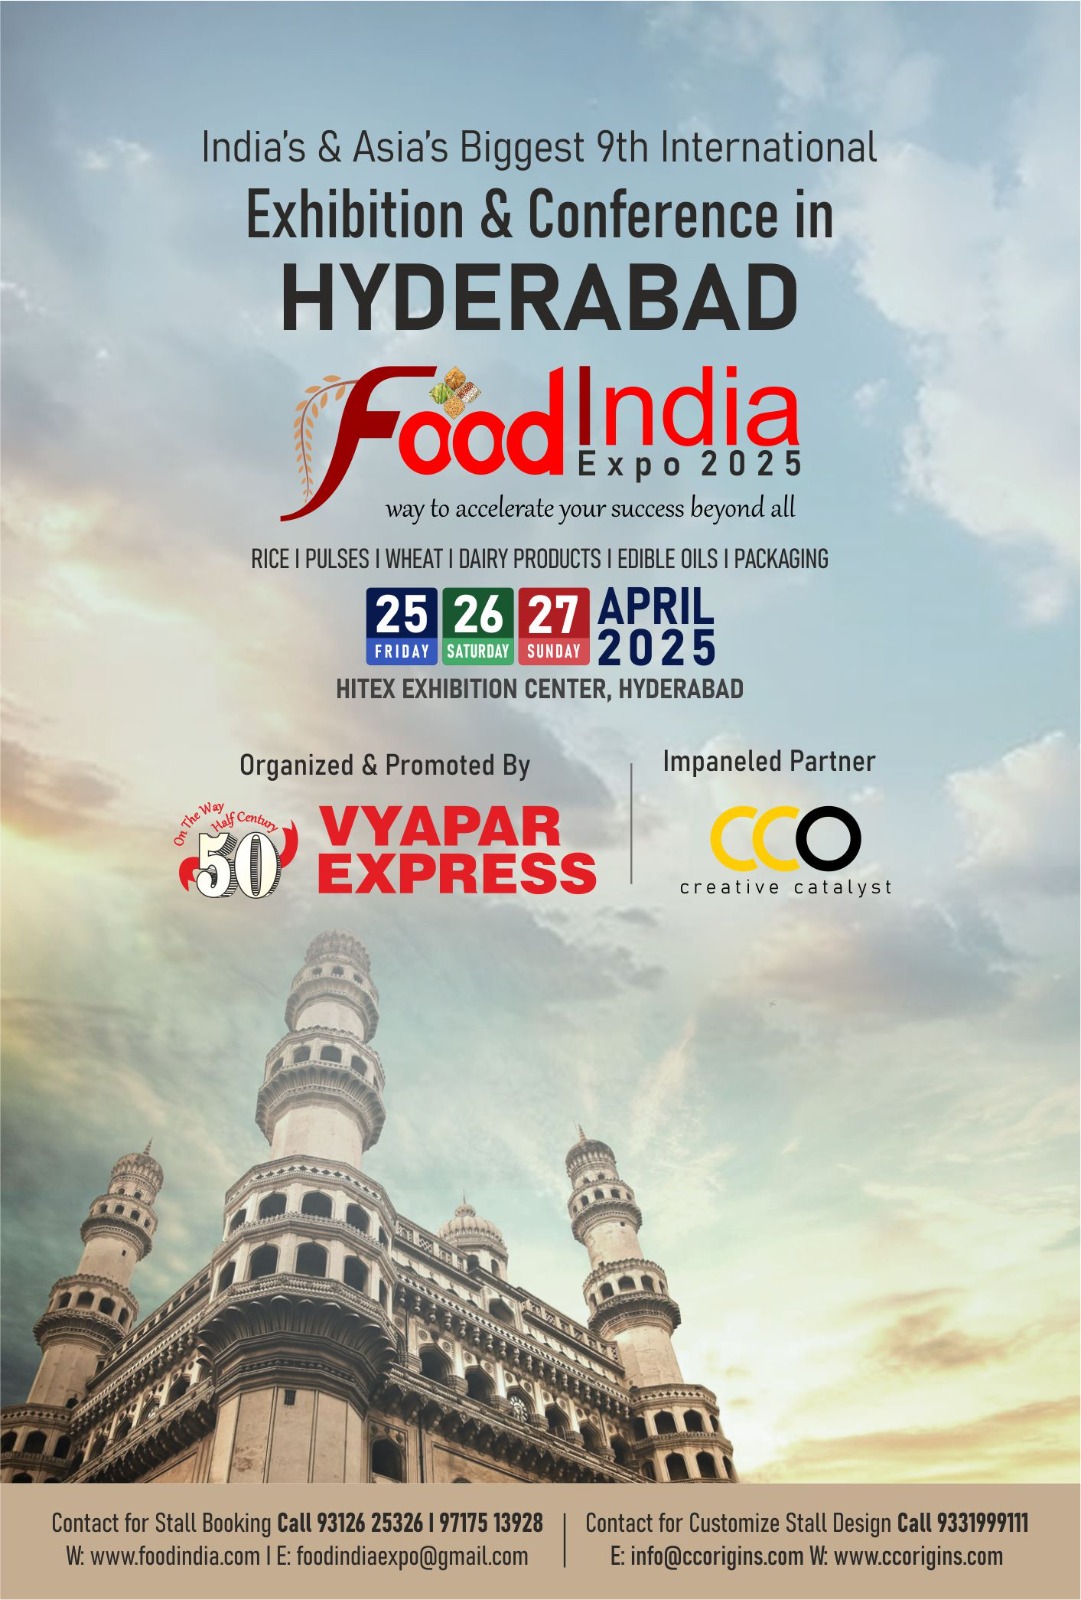 India's & Asia's Biggest 9th International
Exhibition & Conference in
HYDERABAD
Food India
Expo 2025
way to accelerate your success beyond all
RICE I PULSES I WHEAT I DAIRY PRODUCTS I EDIBLE OILS I PACKAGING
25 26 27 APRIL
FRIDAY SATURDAY SUNDAY 2025
HITEX EXHIBITION CENTER, HYDERABAD
Organized & Promoted By
On The Way
Half Century
50
VYAPAR
EXPRESS
Impaneled Partner
CCO
creative catalyst
Contact for Stall Booking Call 93126 25326 I 97175 13928
W: www.foodindia.com I E: foodindiaexpo@gmail.com
Contact for Customize Stall Design Call 9331999111
E: info@ccorigins.com W: www.ccorigins.com